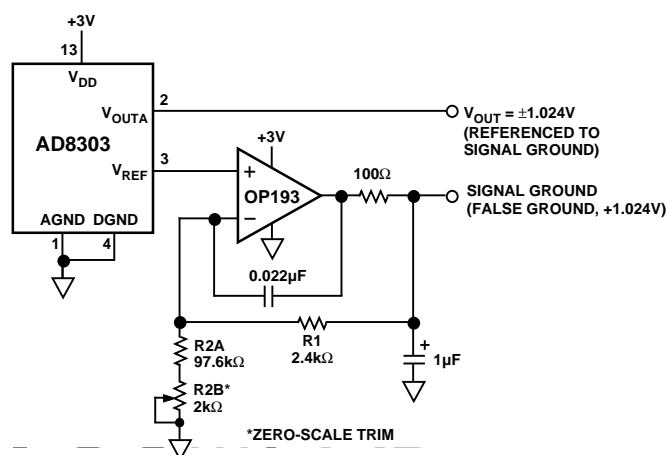 +3V
13
VDD
2
VOUTA
VOUT = ±1.024V
(REFERENCED TO
SIGNAL GROUND)
AD8303
+3V
3
VREF
100Ω
+
OP193
−
SIGNAL GROUND
(FALSE GROUND, +1.024V)
AGND DGND
1 4
0.022µF
R2A
97.6kΩ
R1
2.4kΩ
+
1µF
R2B*
2kΩ
*ZERO-SCALE TRIM